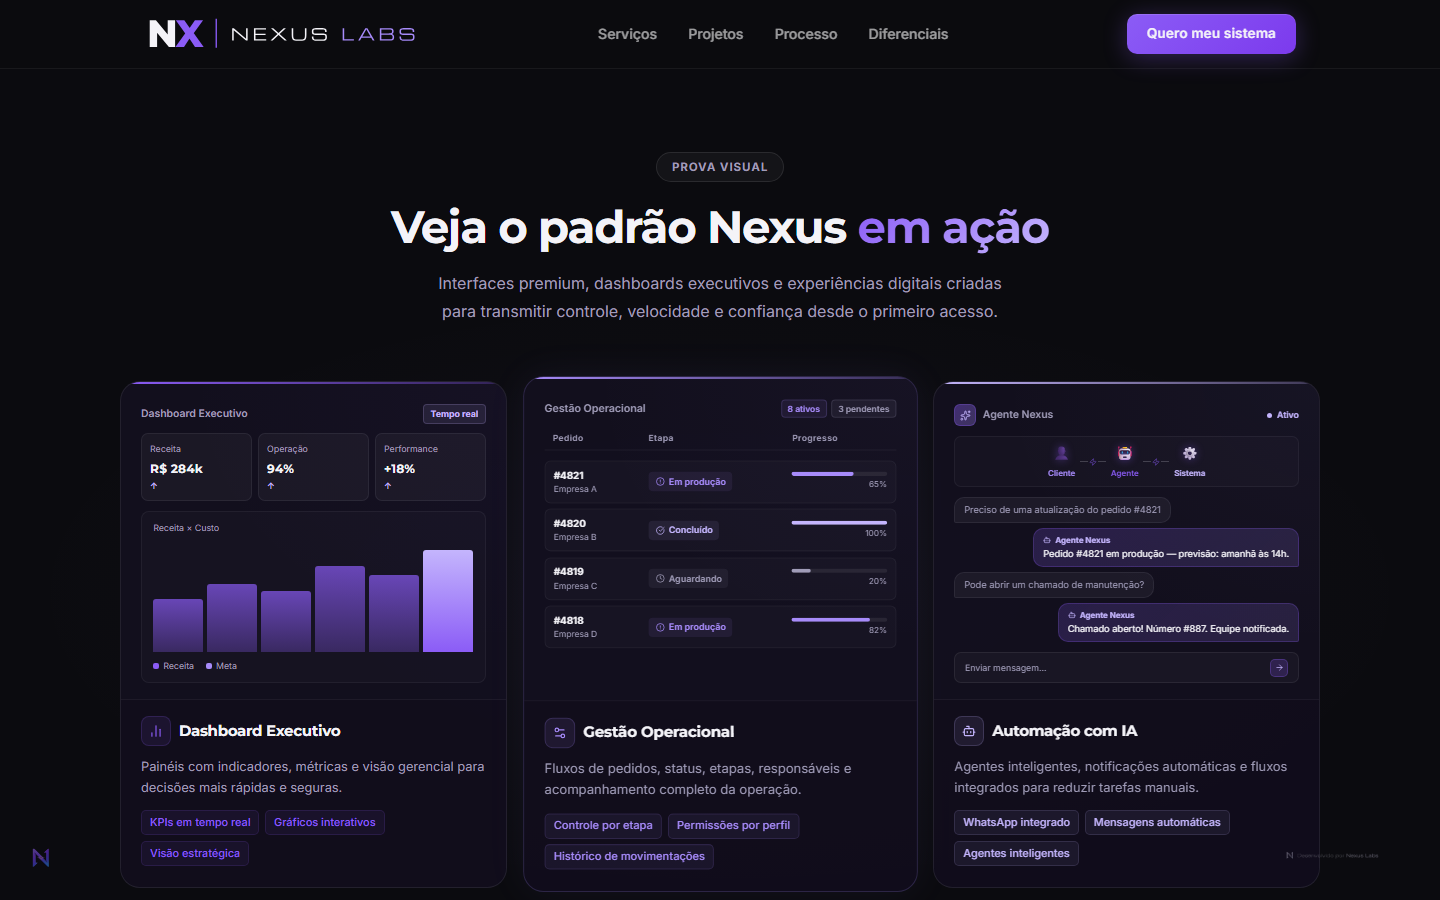 NX | NEXUS LABS
Serviços
Projetos
Processo
Diferenciais
Quero meu sistema
PROVA VISUAL
Veja o padrão Nexus em ação
Interfaces premium, dashboards executivos e experiências digitais criadas
para transmitir controle, velocidade e confiança desde o primeiro acesso.
Dashboard Executivo
Tempo real
Receita
R$ 284k
↑
Operação
94%
↑
Performance
+18%
↑
Receita × Custo
Receita
Meta
Dashboard Executivo
Painéis com indicadores, métricas e visão gerencial para
decisões mais rápidas e seguras.
KPIs em tempo real
Gráficos interativos
Visão estratégica
Gestão Operacional
8 ativos
3 pendentes
Pedido
Etapa
Progresso
#4821
Empresa A
Em produção
65%
#4820
Empresa B
Concluído
100%
#4819
Empresa C
Aguardando
20%
#4818
Empresa D
Em produção
82%
Gestão Operacional
Fluxos de pedidos, status, etapas, responsáveis e
acompanhamento completo da operação.
Controle por etapa
Permissões por perfil
Histórico de movimentações
Agente Nexus
Ativo
Cliente
Agente
Sistema
Preciso de uma atualização do pedido #4821
Agente Nexus
Pedido #4821 em produção — previsão: amanhã às 14h.
Pode abrir um chamado de manutenção?
Agente Nexus
Chamado aberto! Número #887. Equipe notificada.
Enviar mensagem...
Automação com IA
Agentes inteligentes, notificações automáticas e fluxos
integrados para reduzir tarefas manuais.
WhatsApp integrado
Mensagens automáticas
Agentes inteligentes
N
N Desenvolvido por Nexus Labs